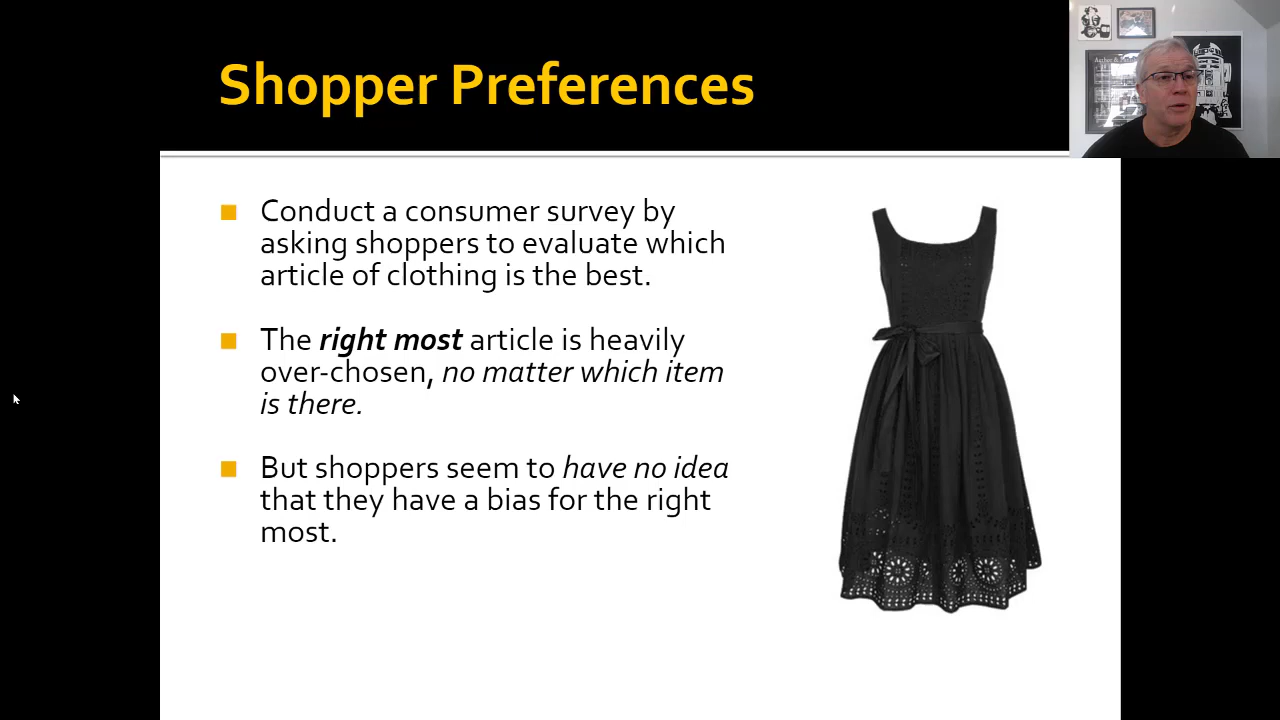 Shopper Preferences
Conduct a consumer survey by
asking shoppers to evaluate which
article of clothing is the best.
The right most article is heavily
over-chosen, no matter which item
is there.
But shoppers seem to have no idea
that they have a bias for the right
most.